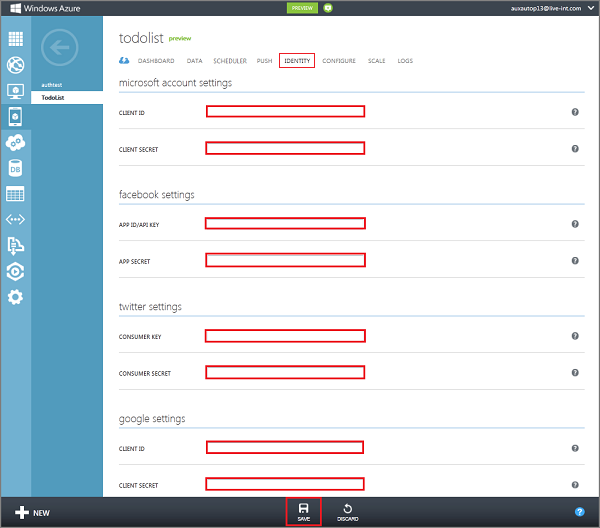 Windows Azure
PREVIEW
auxautop13@live-int.com
authtest
TodoList
DB
todolist preview
DASHBOARD DATA SCHEDULER PUSH IDENTITY CONFIGURE SCALE LOGS
microsoft account settings
CLIENT ID
?
CLIENT SECRET
?
facebook settings
APP ID/API KEY
?
APP SECRET
?
twitter settings
CONSUMER KEY
?
CONSUMER SECRET
?
google settings
CLIENT ID
?
CLIENT SECRET
?
NEW
SAVE
DISCARD
?